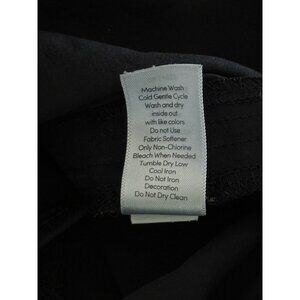 Machine Wash
Cold Gentle Cycle
Wash and dry
inside out
with like colors
Do not Use
Fabric Softener
Only Non-Chlorine
Bleach When Needed
Tumble Dry Low
Cool Iron
Do Not Iron
Decoration
Do Not Dry Clean